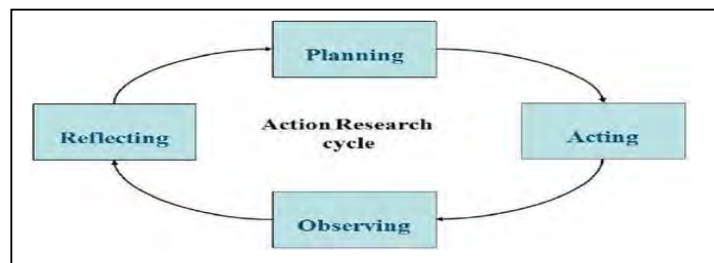 Planning
Reflecting
Action Research
cycle
Acting
Observing